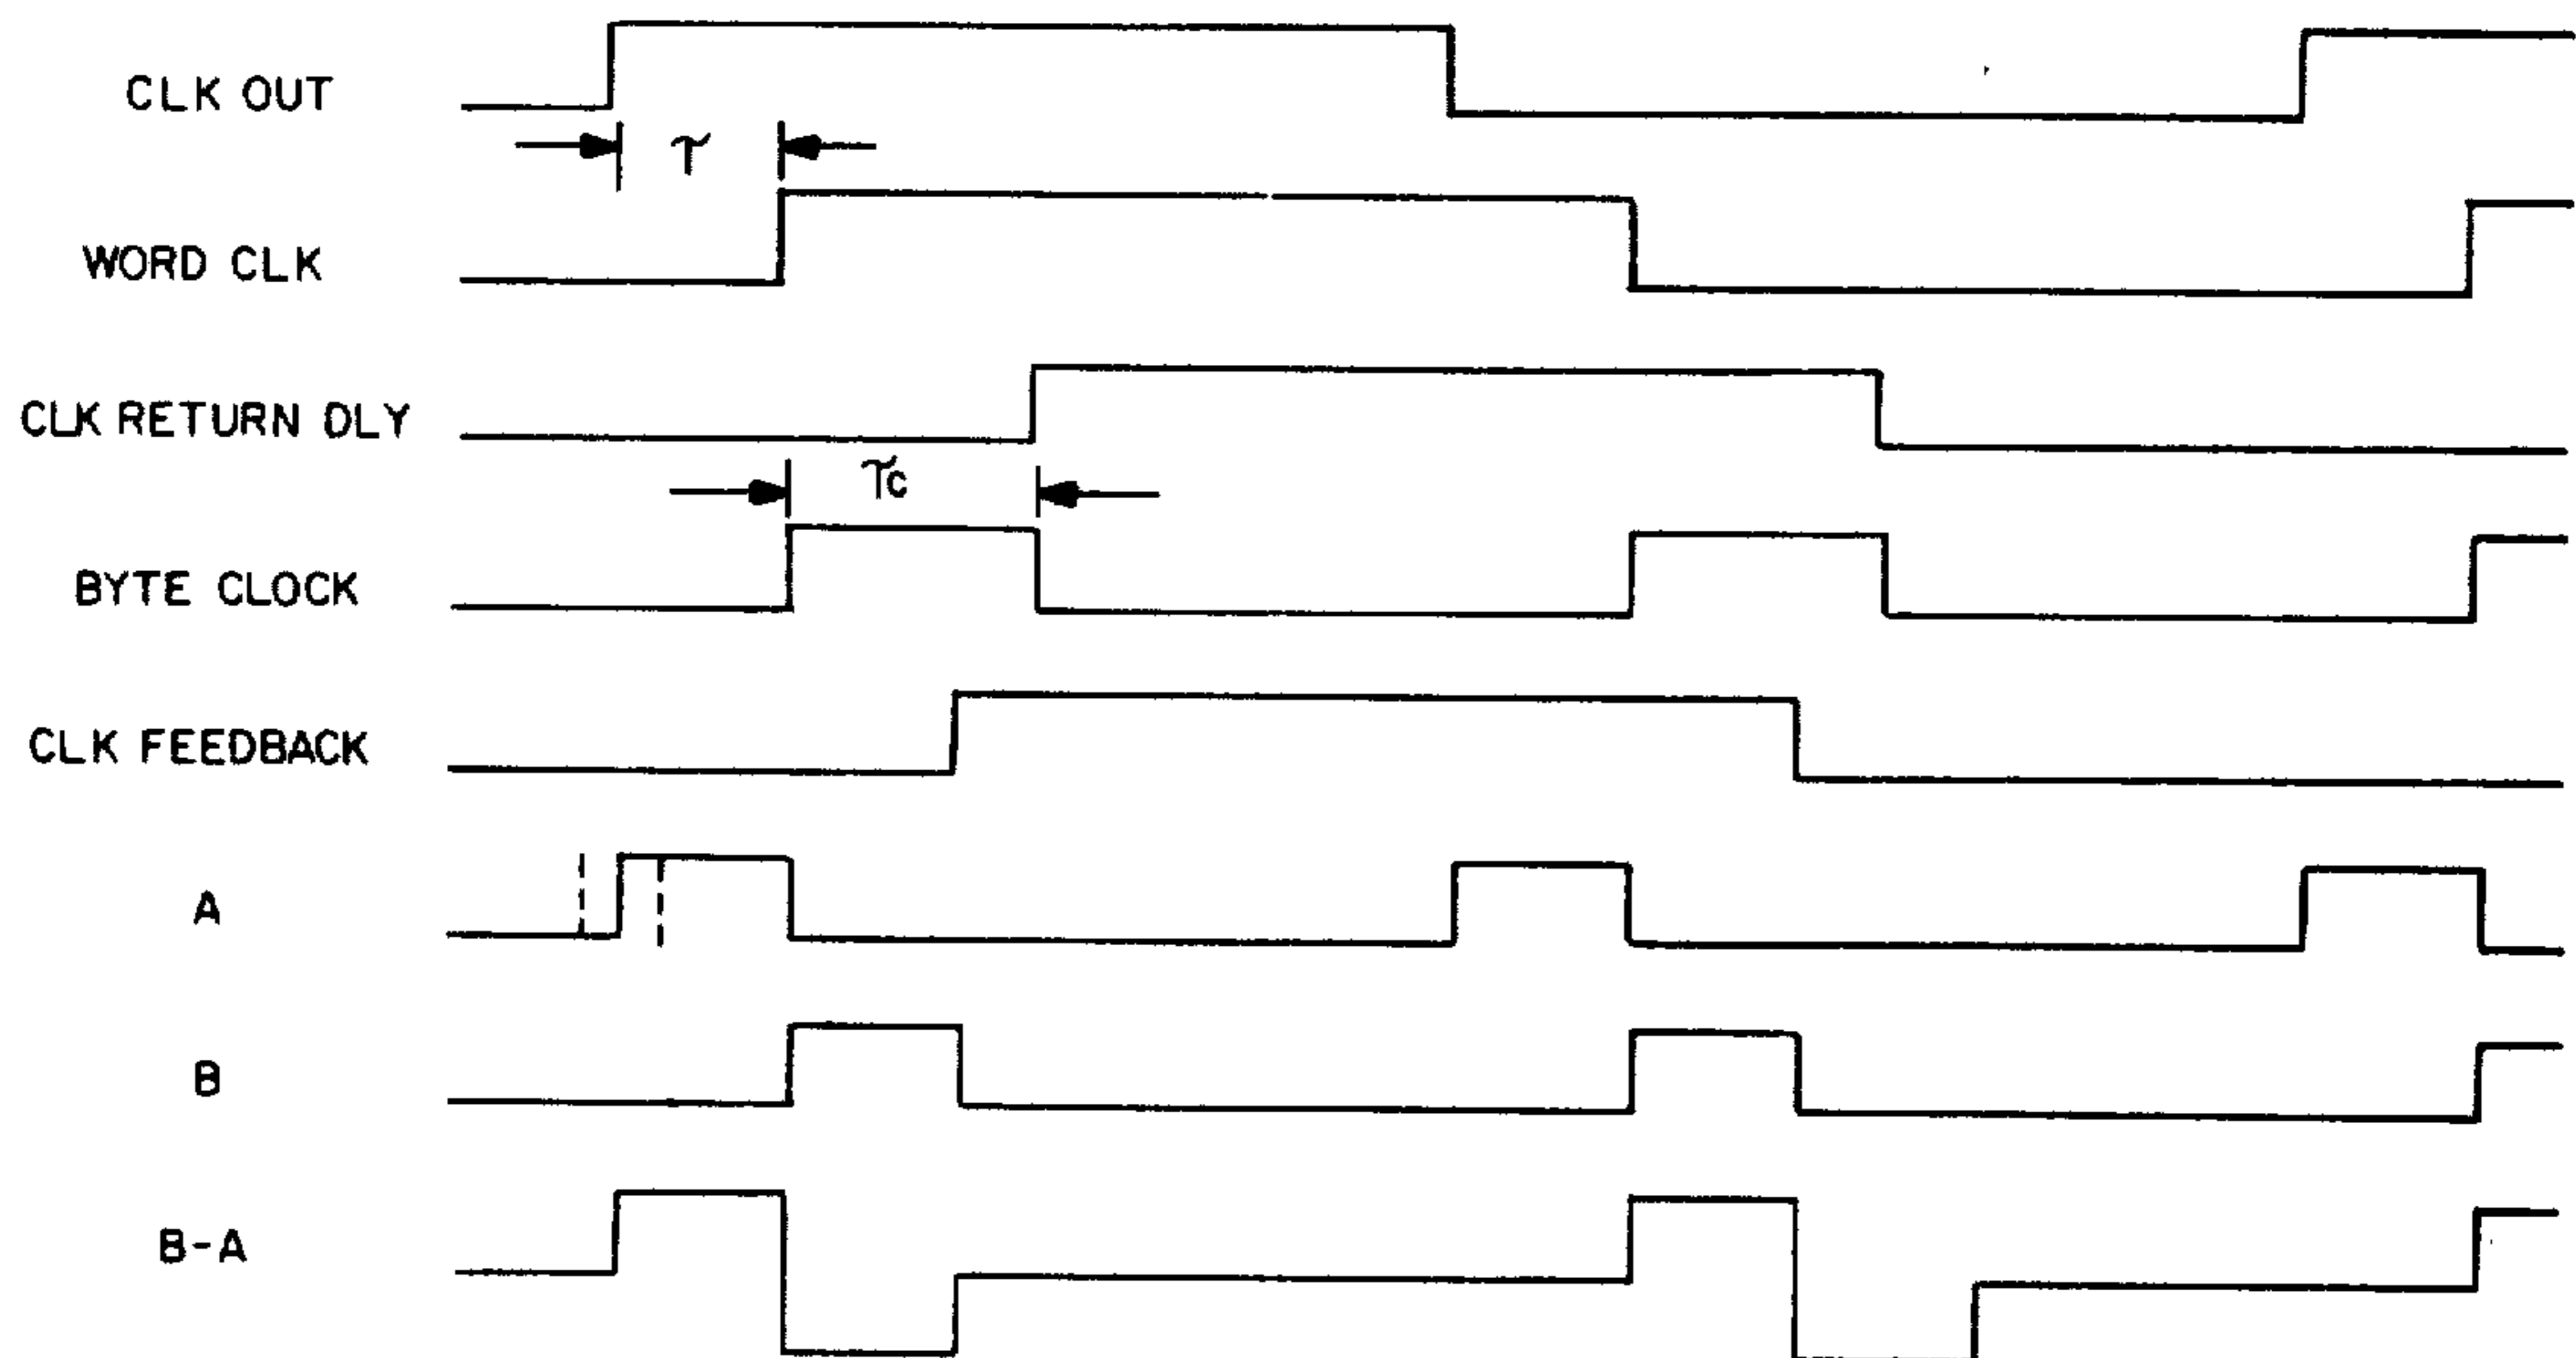 CLK OUT
τ
WORD CLK
CLK RETURN DLY
τc
BYTE CLOCK
CLK FEEDBACK
A
B
B-A